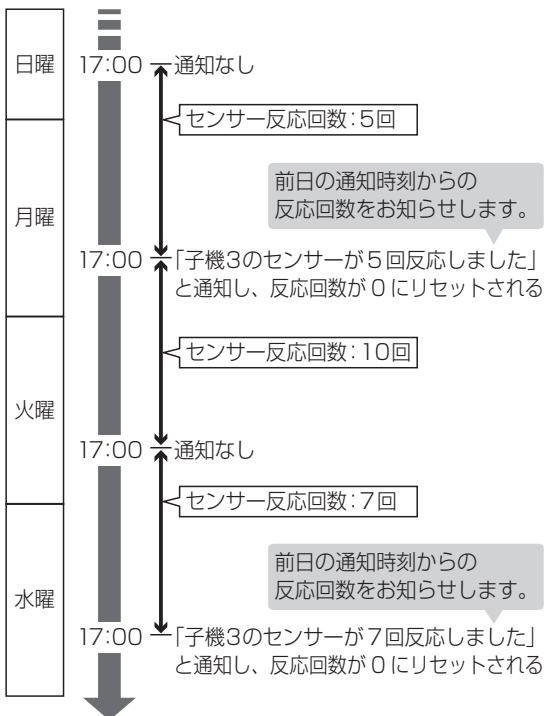 日曜
17:00 通知なし
センサー反応回数:5回
月曜
前日の通知時刻からの
反応回数をお知らせします。
17:00 「子機3のセンサーが5回反応しました」
と通知し、反応回数が0にリセットされる
センサー反応回数:10回
火曜
17:00 通知なし
センサー反応回数:7回
前日の通知時刻からの
反応回数をお知らせします。
水曜
17:00 「子機3のセンサーが7回反応しました」
と通知し、反応回数が0にリセットされる